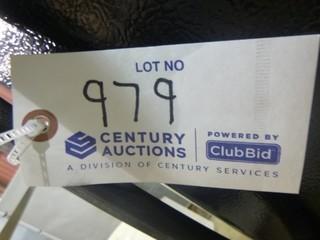 LOT NO
979
CENTURY AUCTIONS
POWERED BY
ClubBid
A DIVISION OF CENTURY SERVICES